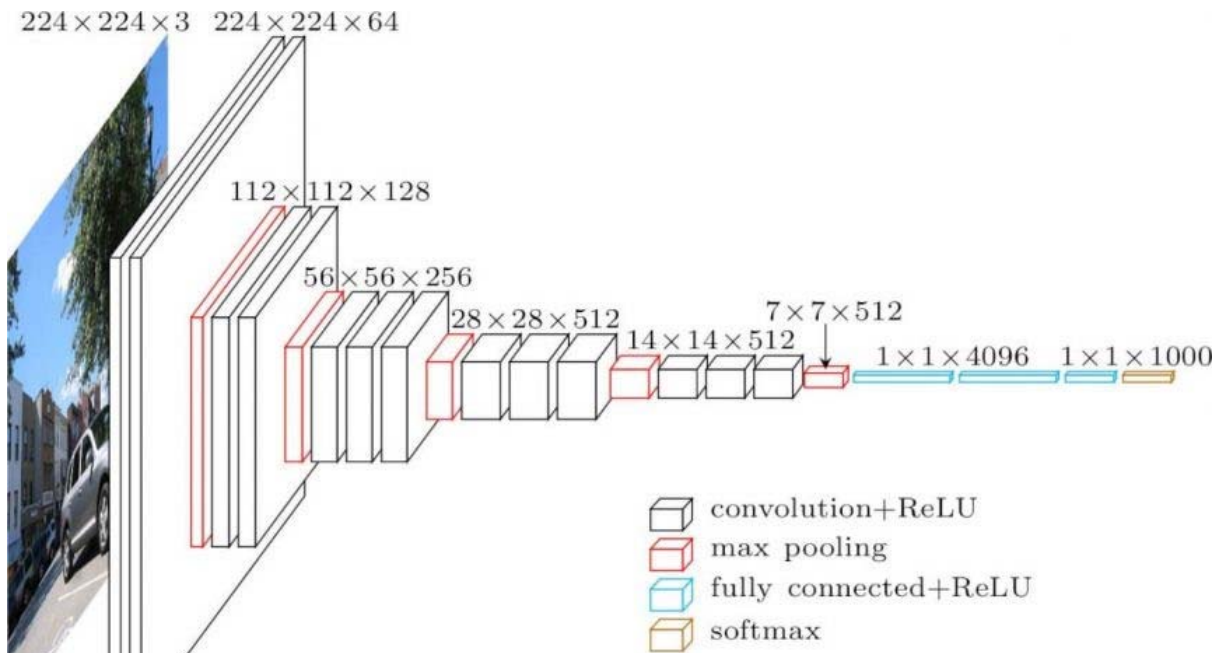 224×224×3
224×224×64
112×112×128
56×56×256
28×28×512
14×14×512
7×7×512
1×1×4096
1×1×1000
convolution+ReLU
max pooling
fully connected+ReLU
softmax